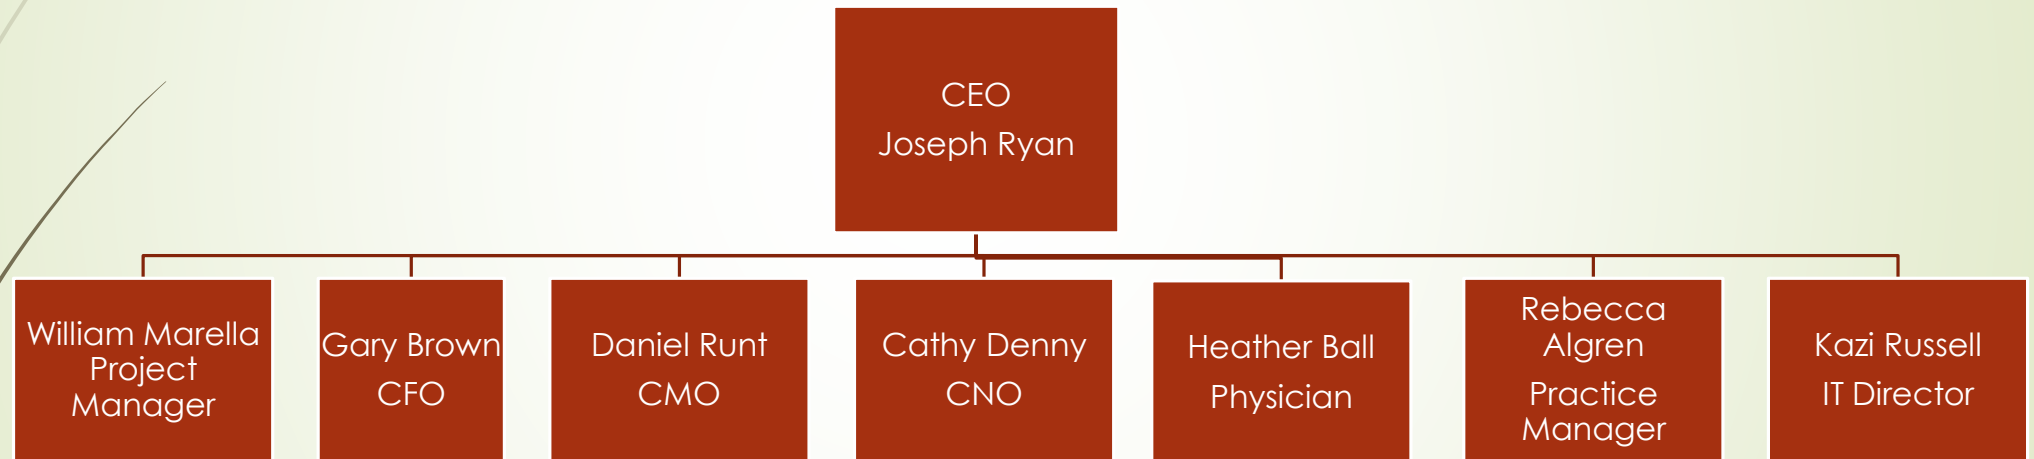 CEO
Joseph Ryan
William Marella
Project
Manager
Gary Brown
CFO
Daniel Runt
CMO
Cathy Denny
CNO
Heather Ball
Physician
Rebecca
Algren
Practice
Manager
Kazi Russell
IT Director